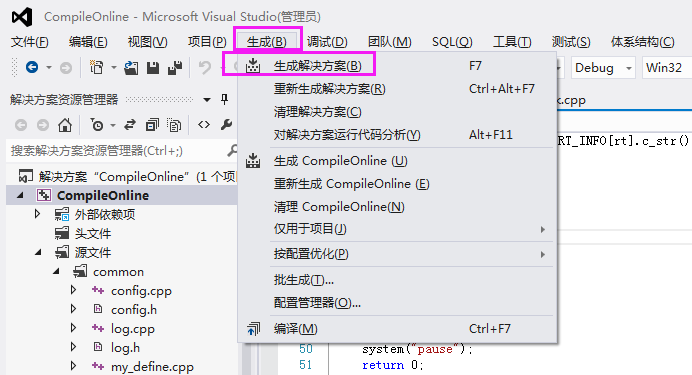 CompileOnline - Microsoft Visual Studio(管理员)
文件(F) 编辑(E) 视图(V) 项目(P) 生成(B) 调试(D) 团队(M) SQL(Q) 工具(T) 测试(S) 体系结构(C)
Debug Win32
解决方案资源管理器
.cpp
搜索解决方案资源管理器(Ctrl+;)
RT_INFO[rt].c_str()
解决方案“CompileOnline”(1 个项
CompileOnline
外部依赖项
头文件
源文件
common
config.cpp
config.h
log.cpp
log.h
my_define.cpp
生成解决方案(B) F7
重新生成解决方案(R) Ctrl+Alt+F7
清理解决方案(C)
对解决方案运行代码分析(Y) Alt+F11
生成 CompileOnline (U)
重新生成 CompileOnline (E)
清理 CompileOnline(N)
仅用于项目(J)
按配置优化(P)
批生成(T)...
配置管理器(O)...
编译(M) Ctrl+F7
50 system("pause");
51 return 0;